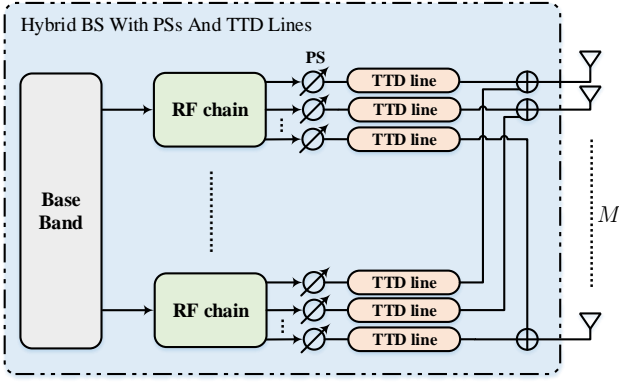 Hybrid BS With PSs And TTD Lines
PS
TTD line
RF chain
TTD line
TTD line
Base
Band
M
TTD line
RF chain
TTD line
TTD line